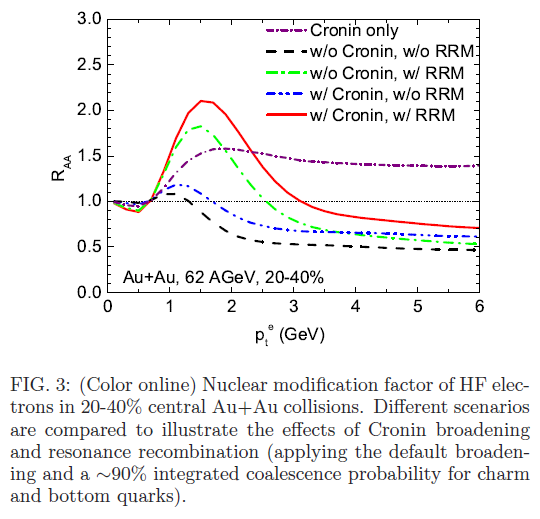 3.0
2.5
2.0
1.5
1.0
0.5
0.0
R_AA
Cronin only
w/o Cronin, w/o RRM
w/o Cronin, w/ RRM
w/ Cronin, w/o RRM
w/ Cronin, w/ RRM
Au+Au, 62 AGeV, 20-40%
0 1 2 3 4 5 6
p_t^e (GeV)
FIG. 3: (Color online) Nuclear modification factor of HF elec-
trons in 20-40% central Au+Au collisions. Different scenarios
are compared to illustrate the effects of Cronin broadening
and resonance recombination (applying the default broaden-
ing and a ∼90% integrated coalescence probability for charm
and bottom quarks).